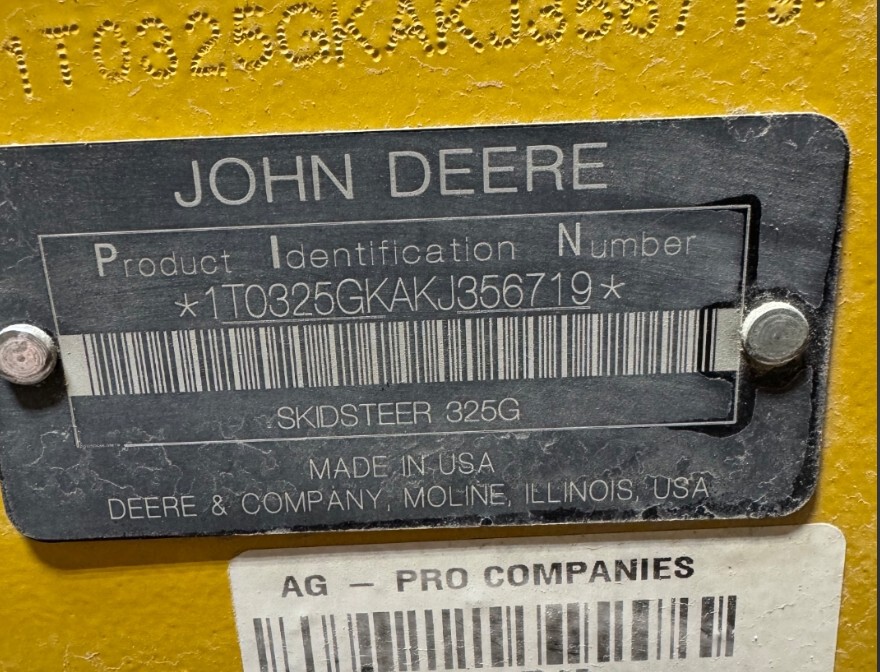 1T0325GKAKJ356719
JOHN DEERE
Product Identification Number
*1T0325GKAKJ356719*
SKIDSTEER 325G
MADE IN USA
DEERE & COMPANY, MOLINE, ILLINOIS, USA
AG - PRO COMPANIES